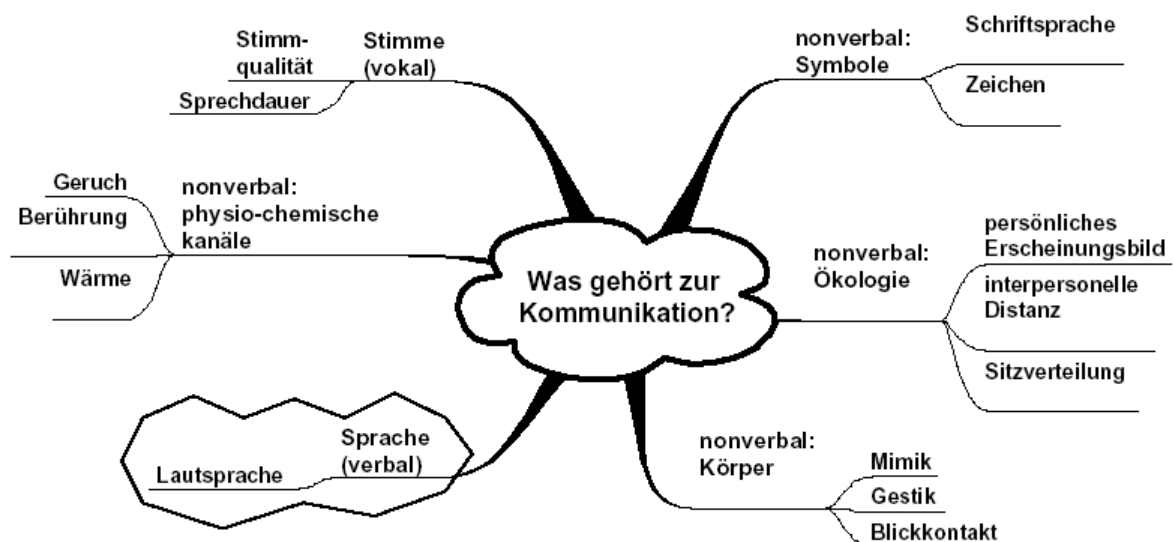 Was gehört zur
Kommunikation?
Stimme
(vokal)
Stimm-
qualität
Sprechdauer
nonverbal:
physio-chemische
kanäle
Geruch
Berührung
Wärme
Sprache
(verbal)
Lautsprache
nonverbal:
Symbole
Schriftsprache
Zeichen
nonverbal:
Ökologie
persönliches
Erscheinungsbild
interpersonelle
Distanz
Sitzverteilung
nonverbal:
Körper
Mimik
Gestik
Blickkontakt